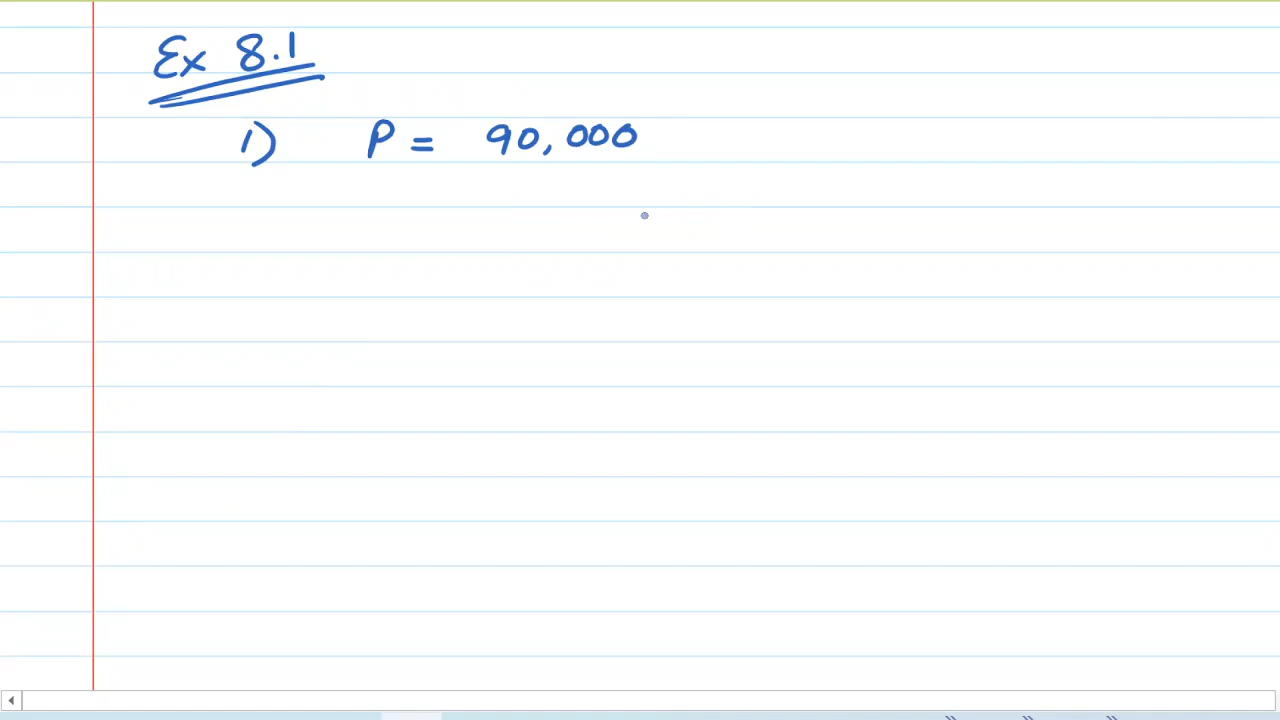 Ex 8.1
1) P = 90,000